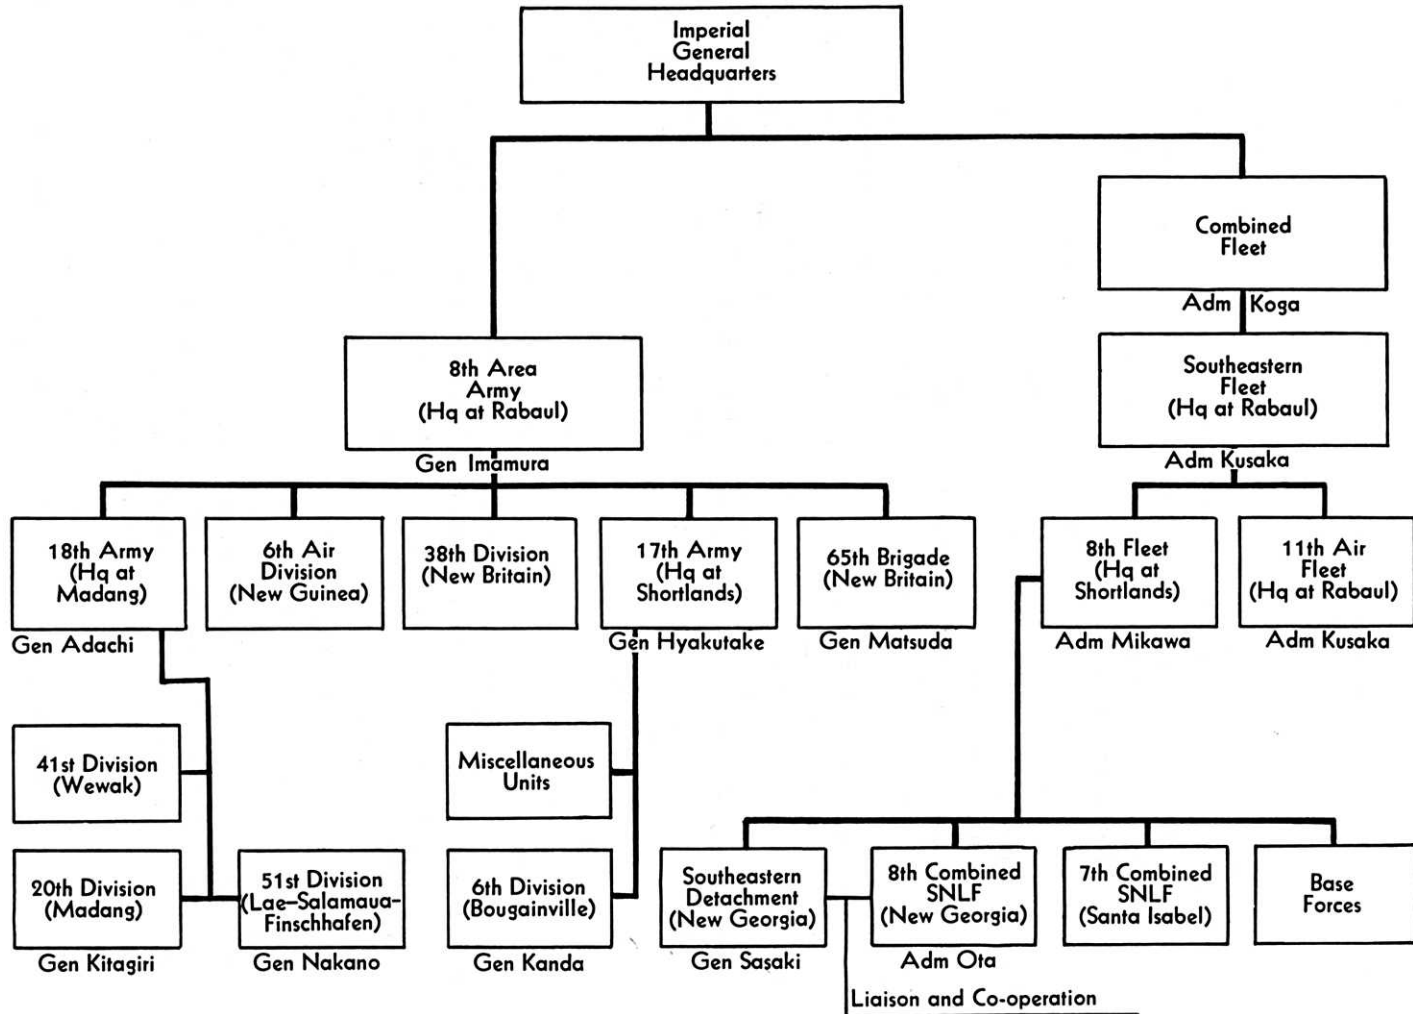 Imperial
General
Headquarters
Combined
Fleet
Adm Koga
8th Area
Army
(Hq at Rabaul)
Gen Imamura
Southeastern
Fleet
(Hq at Rabaul)
Adm Kusaka
18th Army
(Hq at
Madang)
Gen Adachi
6th Air
Division
(New Guinea)
38th Division
(New Britain)
17th Army
(Hq at
Shortlands)
Gen Hyakutake
65th Brigade
(New Britain)
Gen Matsuda
8th Fleet
(Hq at
Shortlands)
Adm Mikawa
11th Air
Fleet
(Hq at Rabaul)
Adm Kusaka
41st Division
(Wewak)
Miscellaneous
Units
20th Division
(Madang)
Gen Kitagiri
51st Division
(Lae–Salamaua–
Finschhafen)
Gen Nakano
6th Division
(Bougainville)
Gen Kanda
Southeastern
Detachment
(New Georgia)
Gen Sasaki
8th Combined
SNLF
(New Georgia)
Adm Ota
7th Combined
SNLF
(Santa Isabel)
Base
Forces
Liaison and Co-operation